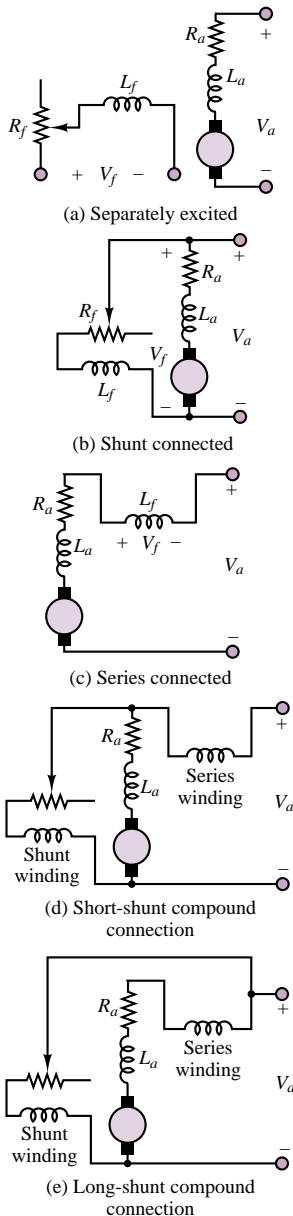 +
R_a
L_f
L_a
R_f
V_a
+ V_f −
−
(a) Separately excited
+
+
R_a
R_f
L_a
V_a
V_f
L_f
−
−
(b) Shunt connected
R_a
L_f
+
L_a
+ V_f −
V_a
−
(c) Series connected
R_a
+
L_a
Series
winding
V_a
Shunt
winding
−
(d) Short-shunt compound
connection
R_a
+
L_a
Series
winding
V_a
Shunt
winding
−
(e) Long-shunt compound
connection